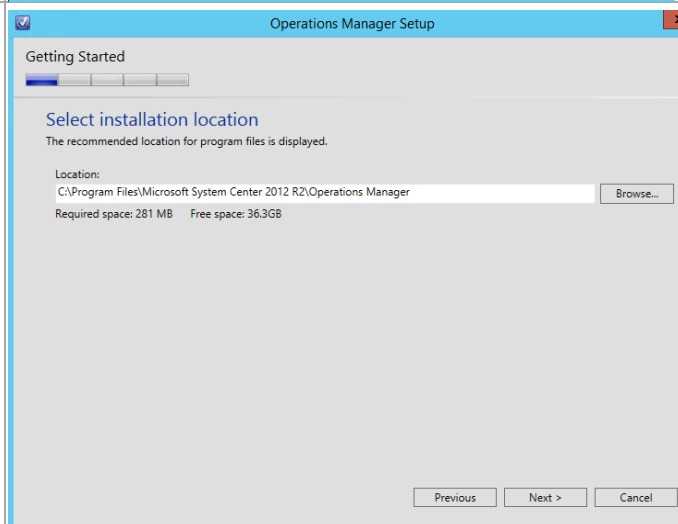 Operations Manager Setup
Getting Started
Select installation location
The recommended location for program files is displayed.
Location:
C:\Program Files\Microsoft System Center 2012 R2\Operations Manager
Browse...
Required space: 281 MB Free space: 36.3GB
Previous Next > Cancel